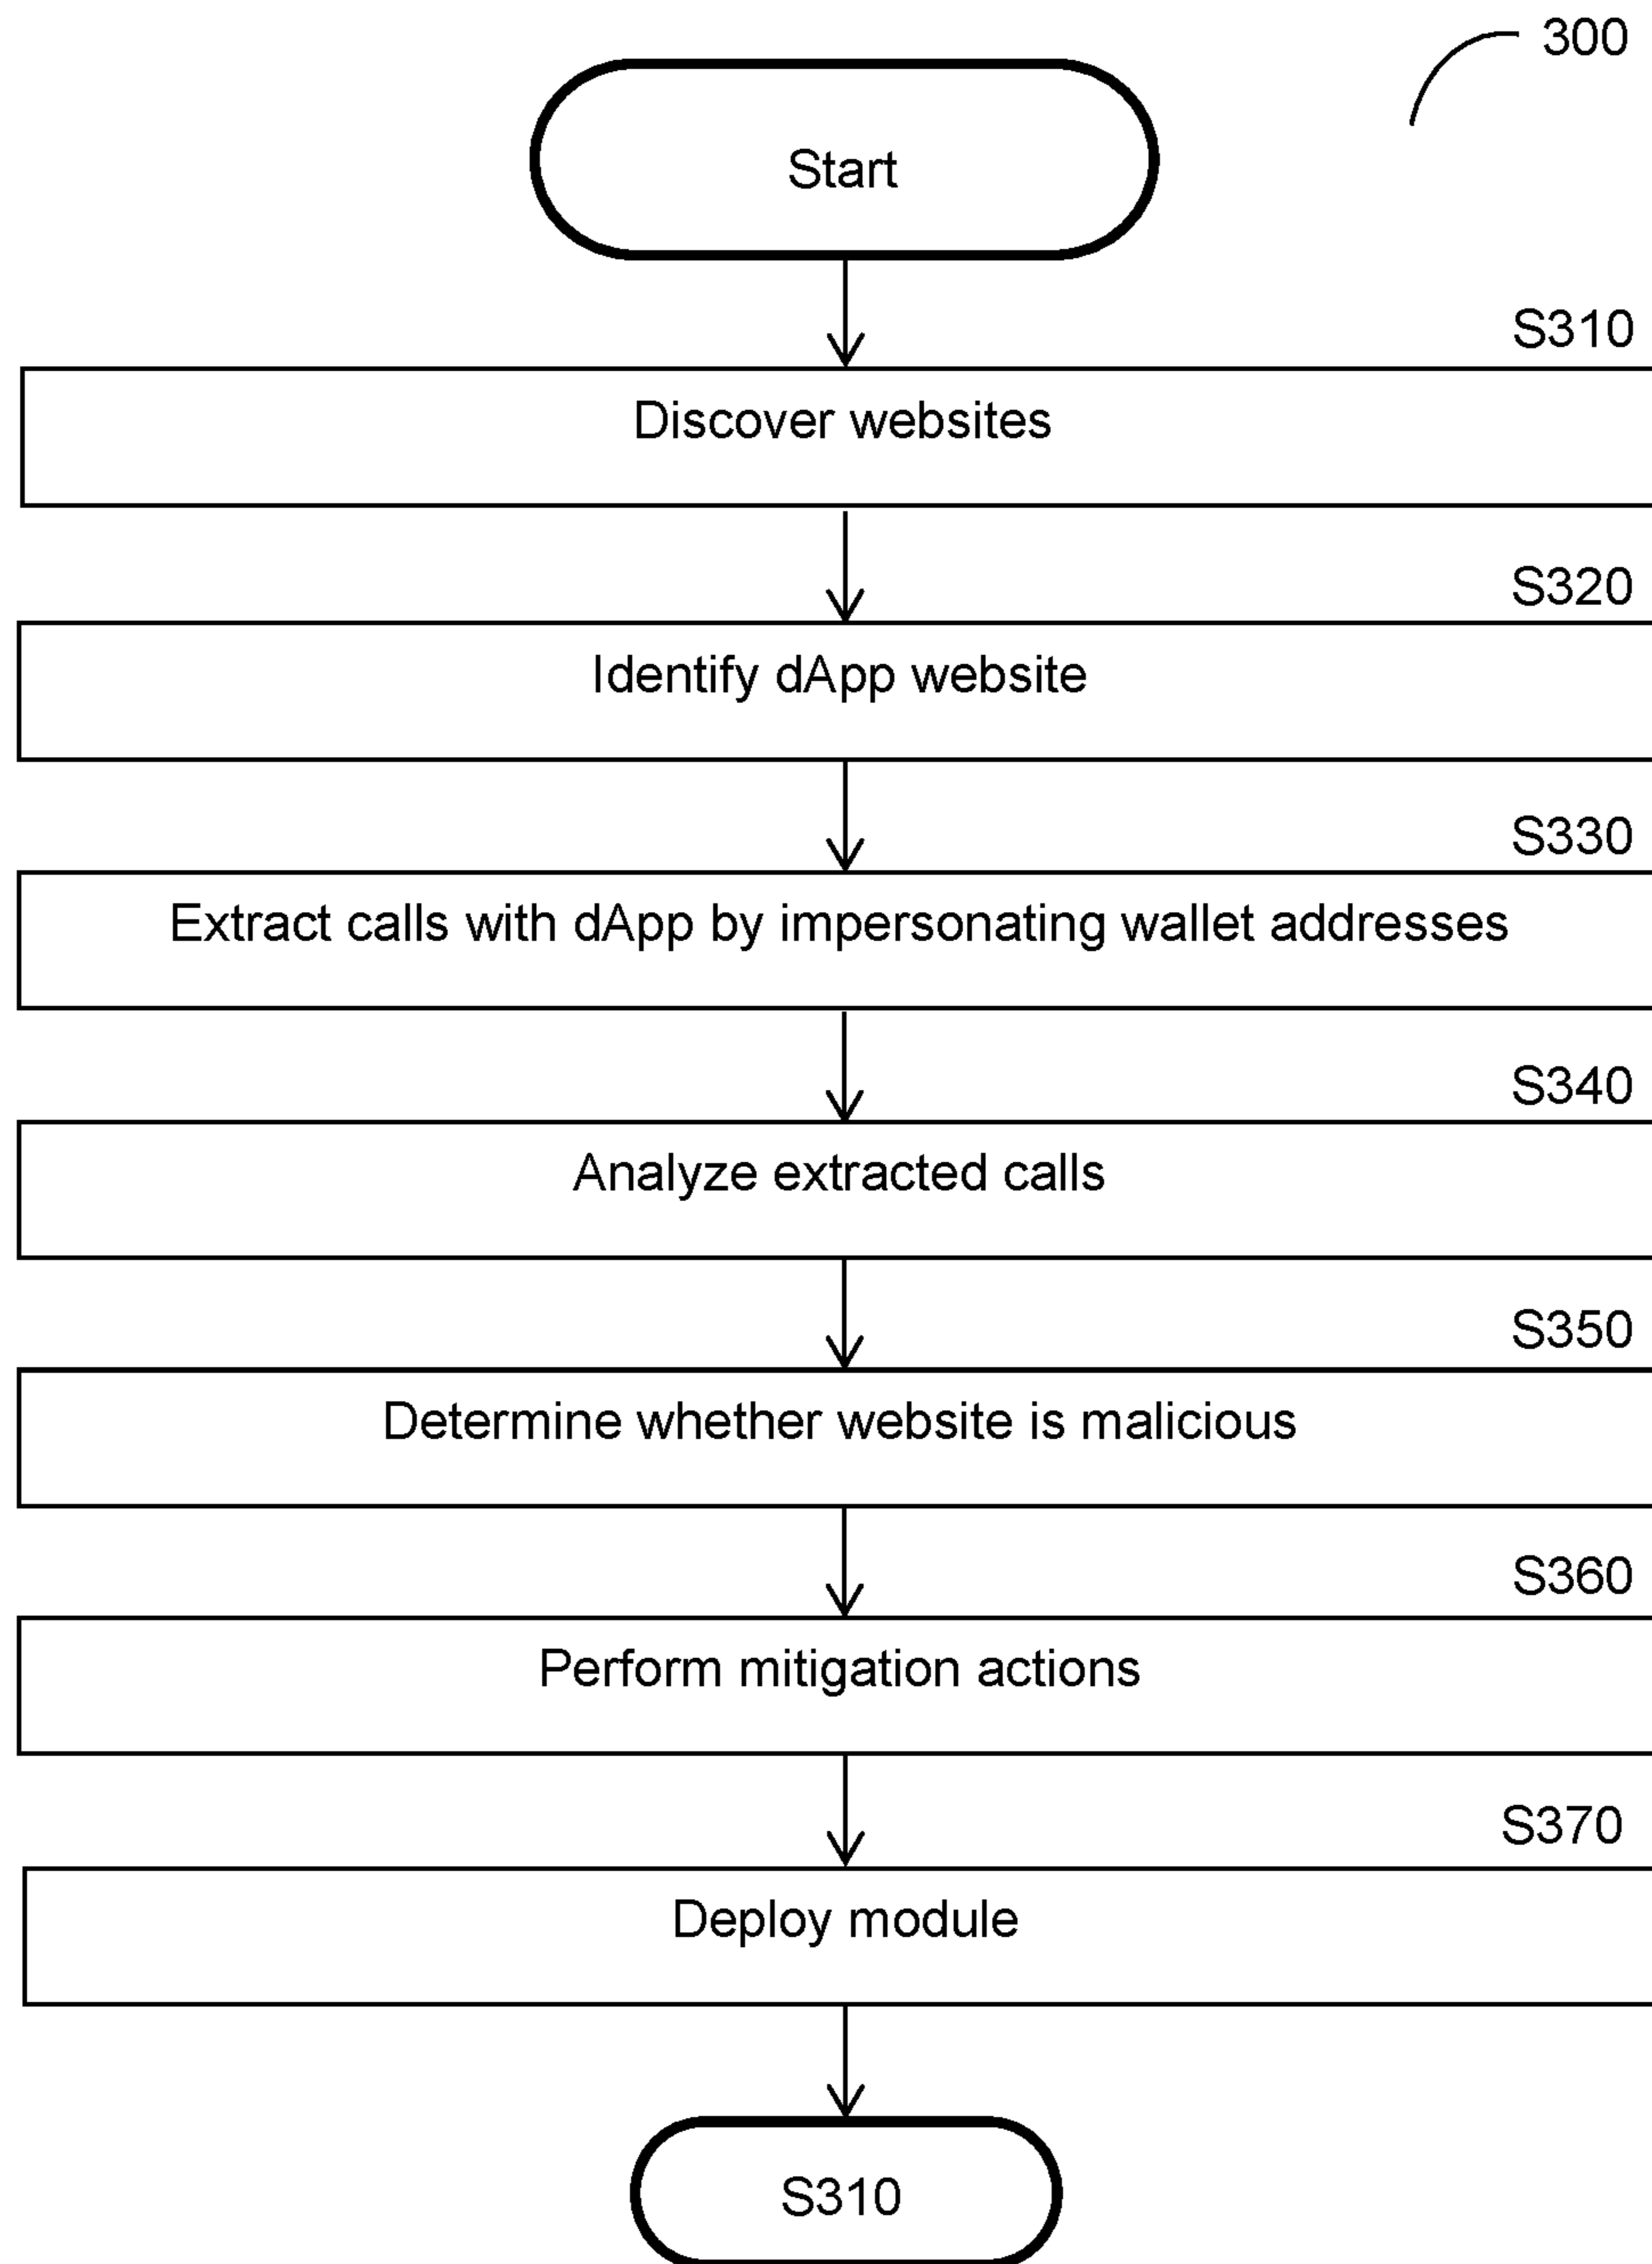 300
Start
S310
Discover websites
S320
Identify dApp website
S330
Extract calls with dApp by impersonating wallet addresses
S340
Analyze extracted calls
S350
Determine whether website is malicious
S360
Perform mitigation actions
S370
Deploy module
S310